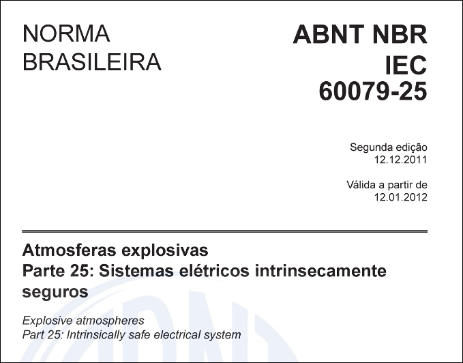 NORMA
BRASILEIRA
ABNT NBR
IEC
60079-25
Segunda edição
12.12.2011
Válida a partir de
12.01.2012
Atmosferas explosivas
Parte 25: Sistemas elétricos intrinsecamente
seguros
Explosive atmospheres
Part 25: Intrinsically safe electrical system